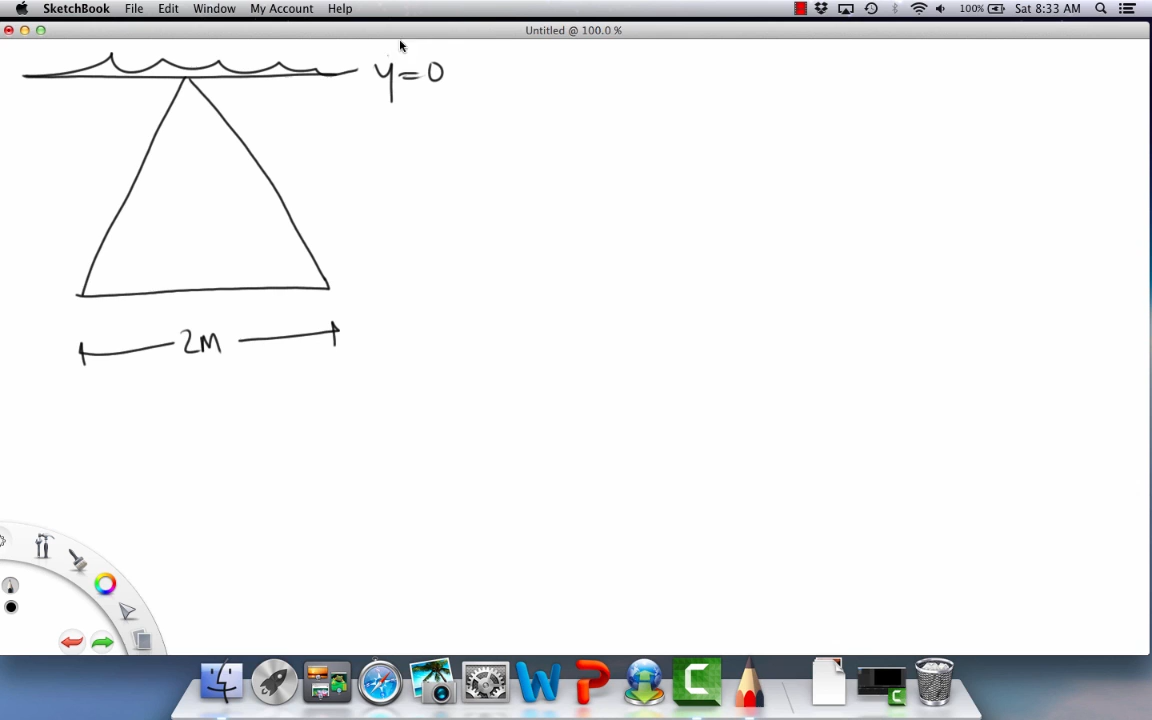 SketchBook File Edit Window My Account Help 100% Sat 8:33 AM
Untitled @ 100.0 %
y=0
2M